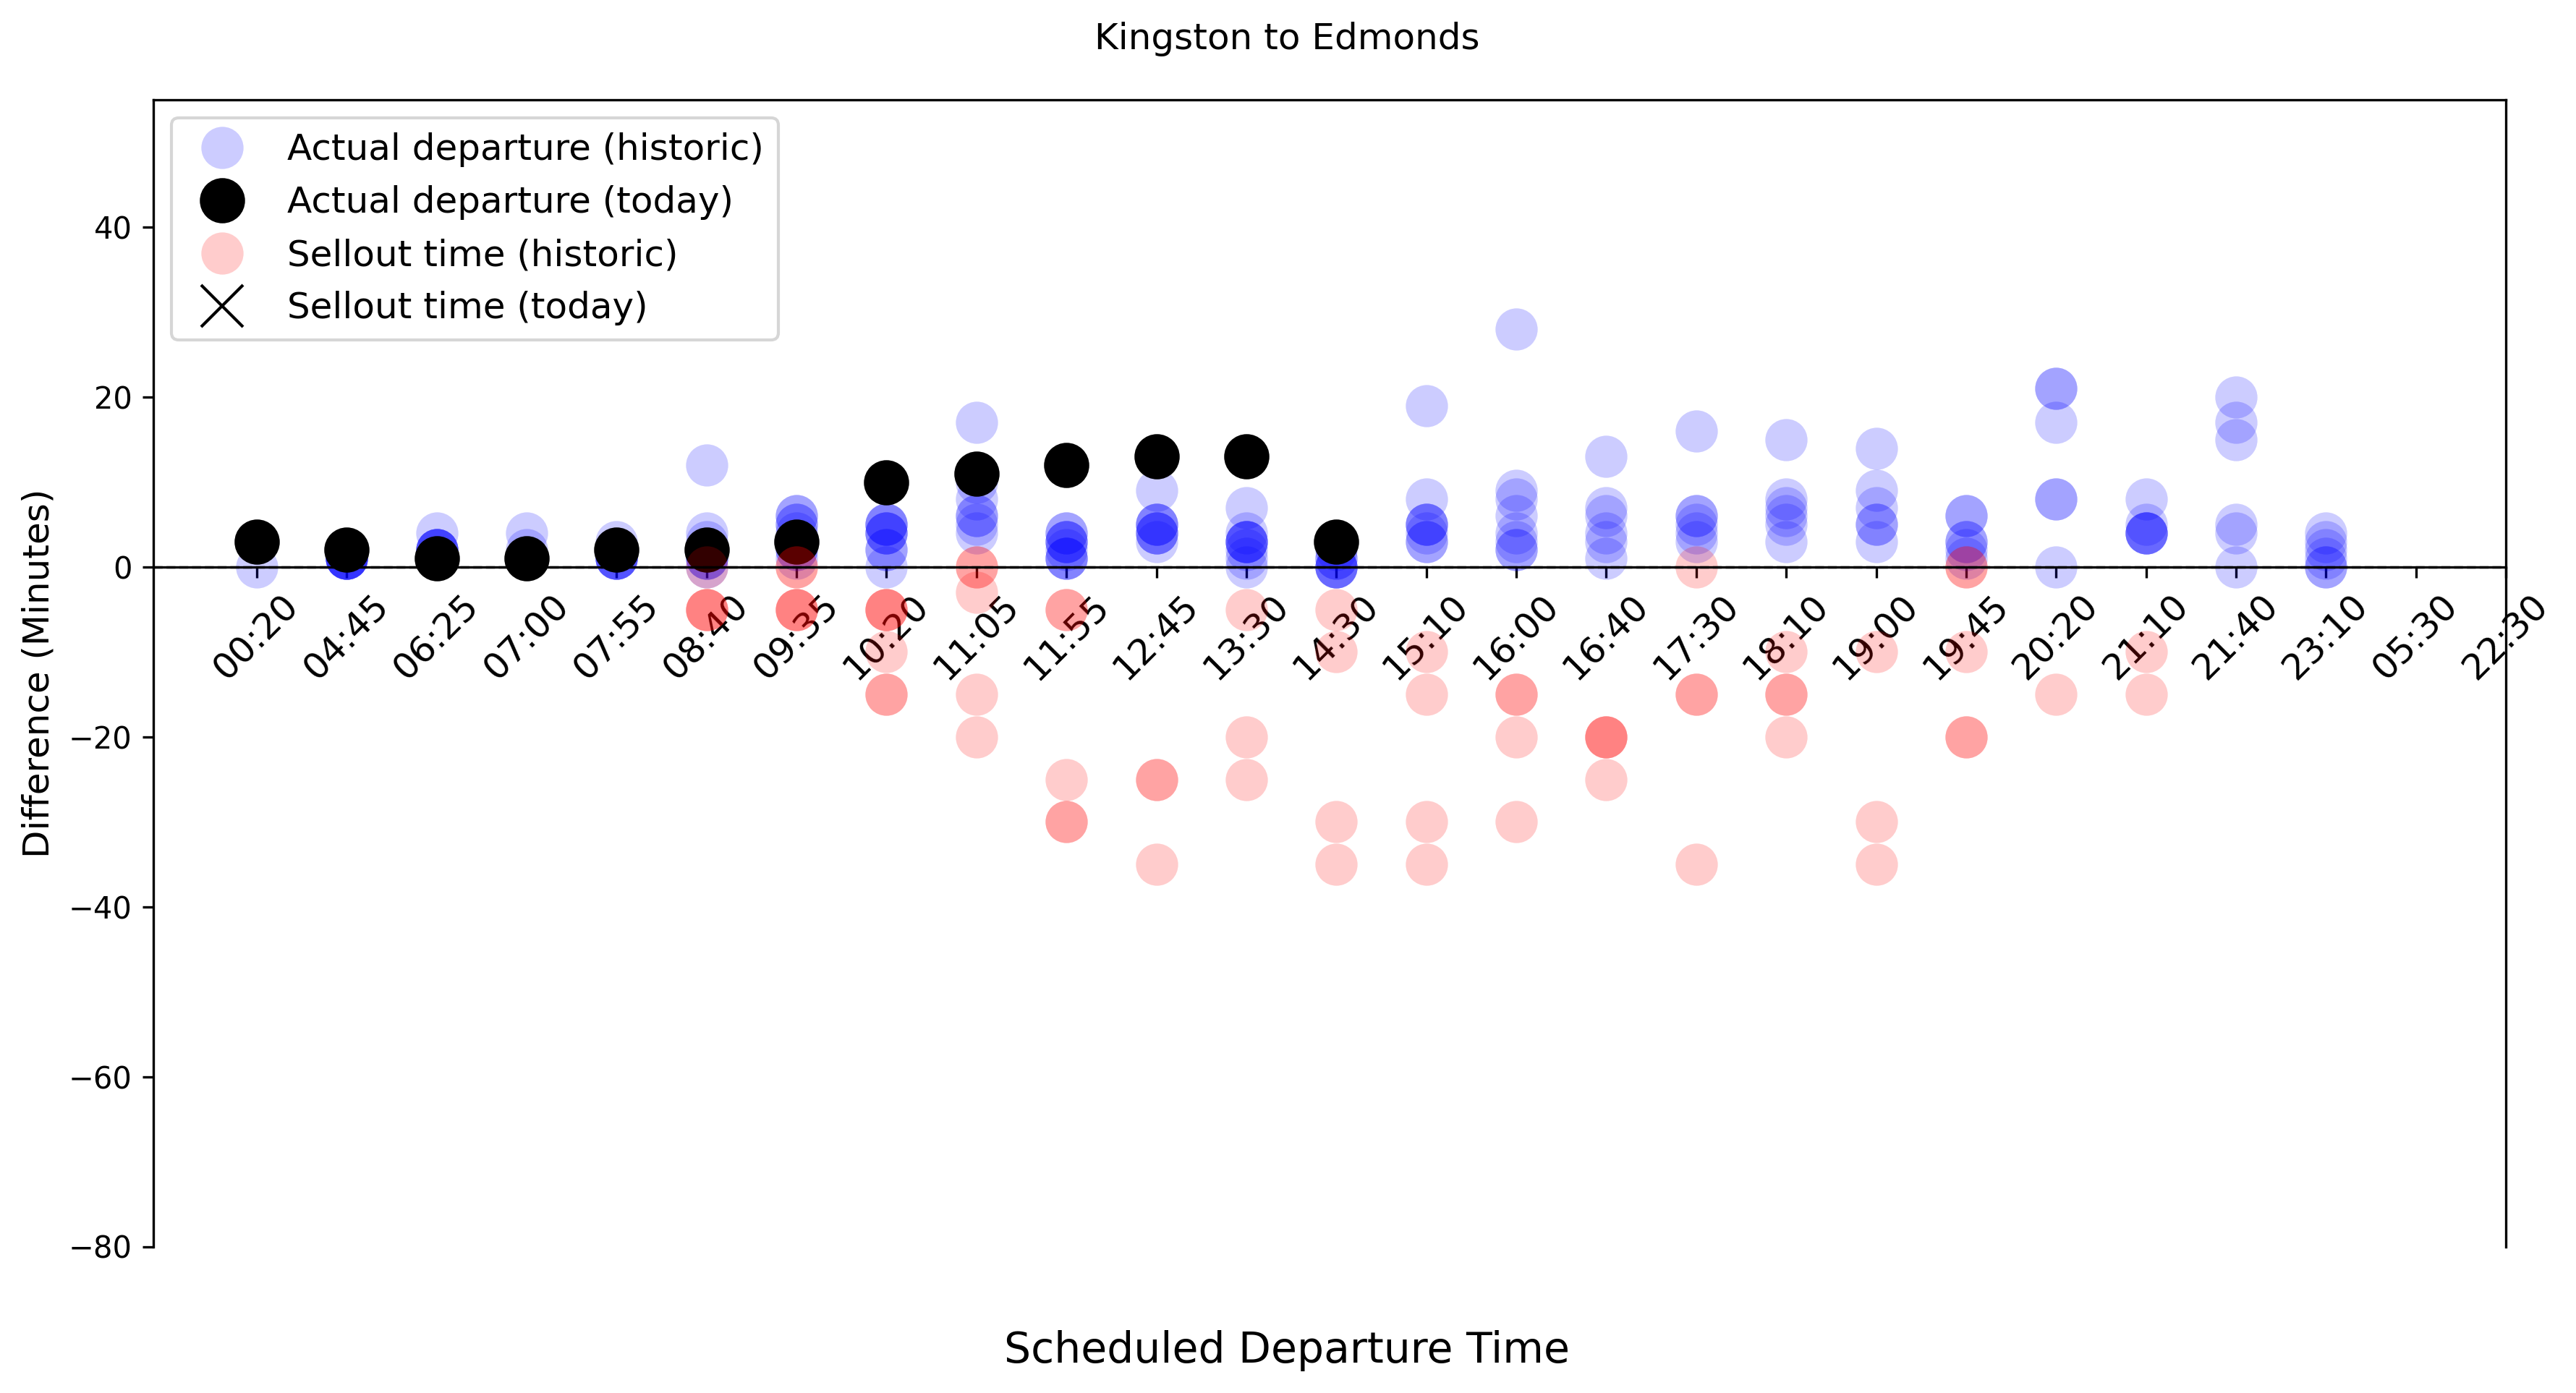 Kingston to Edmonds
Actual departure (historic)
Actual departure (today)
Sellout time (historic)
Sellout time (today)
Difference (Minutes)
40
20
0
−20
−40
−60
−80
00:20 04:45 06:25 07:00 07:55 08:40 09:35 10:20 11:05 11:55 12:45 13:30 14:30 15:10 16:00 16:40 17:30 18:10 19:00 19:45 20:20 21:10 21:40 23:10 05:30 22:30
Scheduled Departure Time